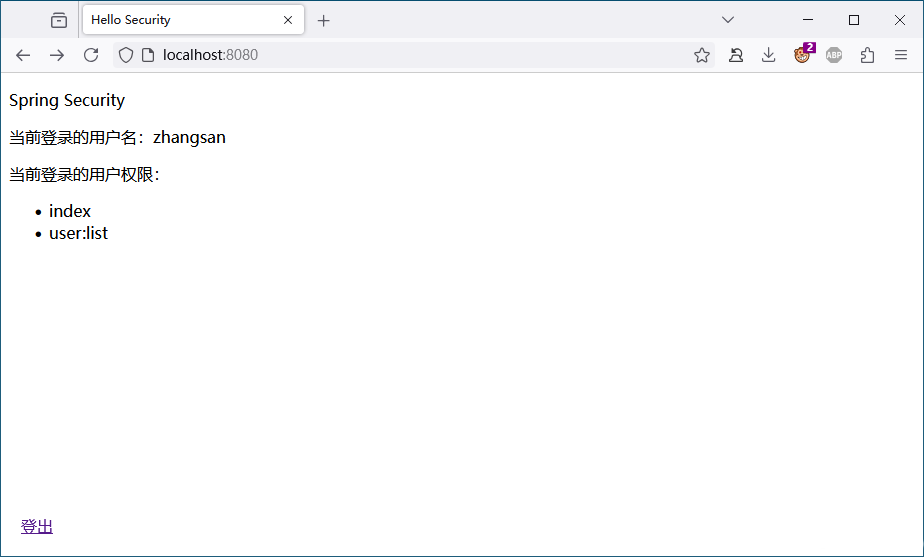 Hello Security
localhost:8080
2
ABP
Spring Security
当前登录的用户名：zhangsan
当前登录的用户权限：
index
user:list
登出